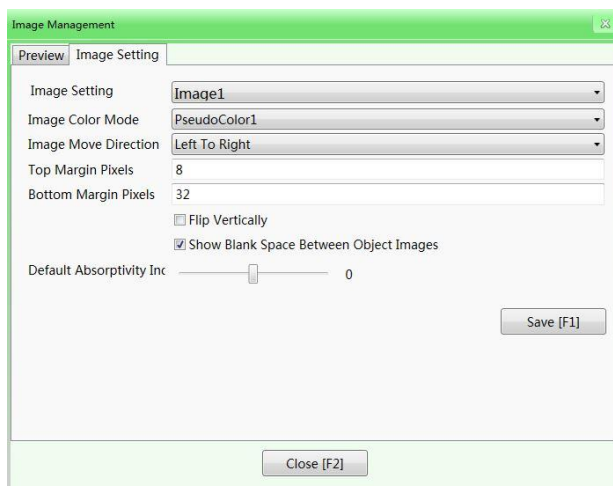 Image Management
Preview Image Setting
Image Setting Image1
Image Color Mode PseudoColor1
Image Move Direction Left To Right
Top Margin Pixels 8
Bottom Margin Pixels 32
Flip Vertically
Show Blank Space Between Object Images
Default Absorptivity Inc 0
Save [F1]
Close [F2]